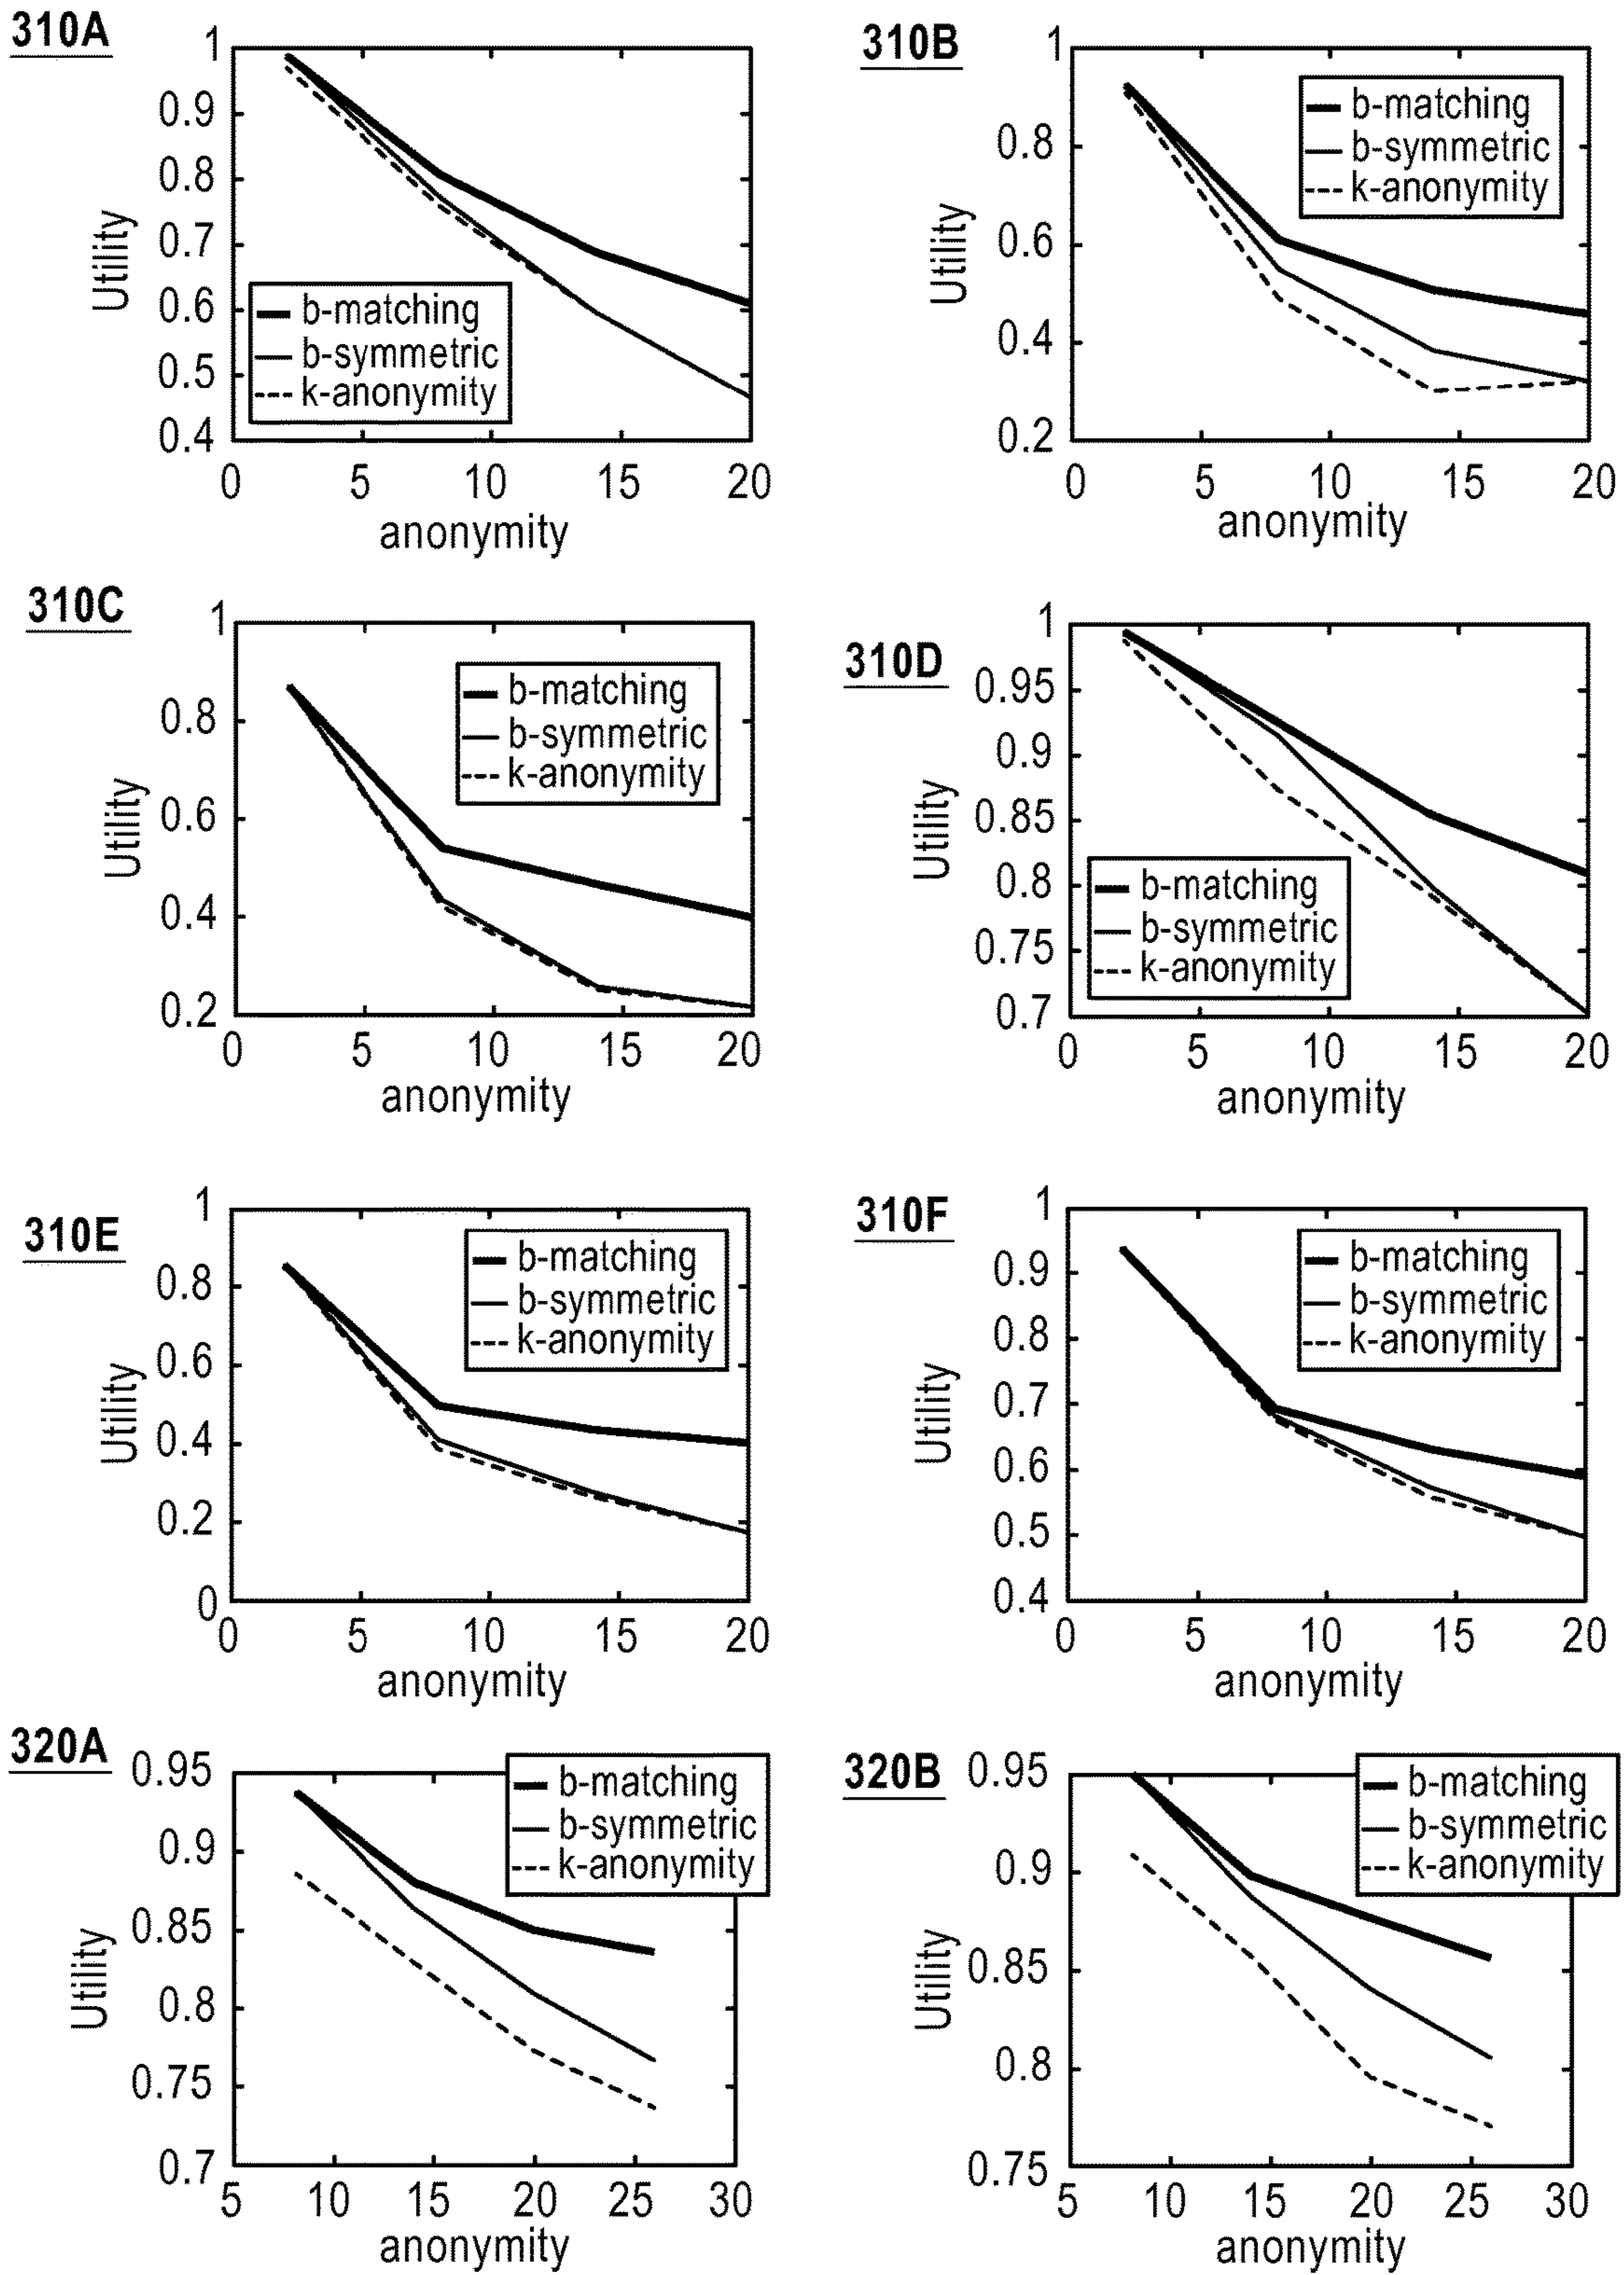 310A
1
0.9
0.8
0.7
0.6
0.5
0.4
Utility
b-matching
b-symmetric
k-anonymity
0 5 10 15 20
anonymity
310B
1
0.8
0.6
0.4
0.2
Utility
b-matching
b-symmetric
k-anonymity
0 5 10 15 20
anonymity
310C
1
0.8
0.6
0.4
0.2
Utility
b-matching
b-symmetric
k-anonymity
0 5 10 15 20
anonymity
310D
1
0.95
0.9
0.85
0.8
0.75
0.7
Utility
b-matching
b-symmetric
k-anonymity
0 5 10 15 20
anonymity
310E
1
0.8
0.6
0.4
0.2
0
Utility
b-matching
b-symmetric
k-anonymity
0 5 10 15 20
anonymity
310F
1
0.9
0.8
0.7
0.6
0.5
0.4
Utility
b-matching
b-symmetric
k-anonymity
0 5 10 15 20
anonymity
320A
0.95
0.9
0.85
0.8
0.75
0.7
Utility
b-matching
b-symmetric
k-anonymity
5 10 15 20 25 30
anonymity
320B
0.95
0.9
0.85
0.8
0.75
Utility
b-matching
b-symmetric
k-anonymity
5 10 15 20 25 30
anonymity